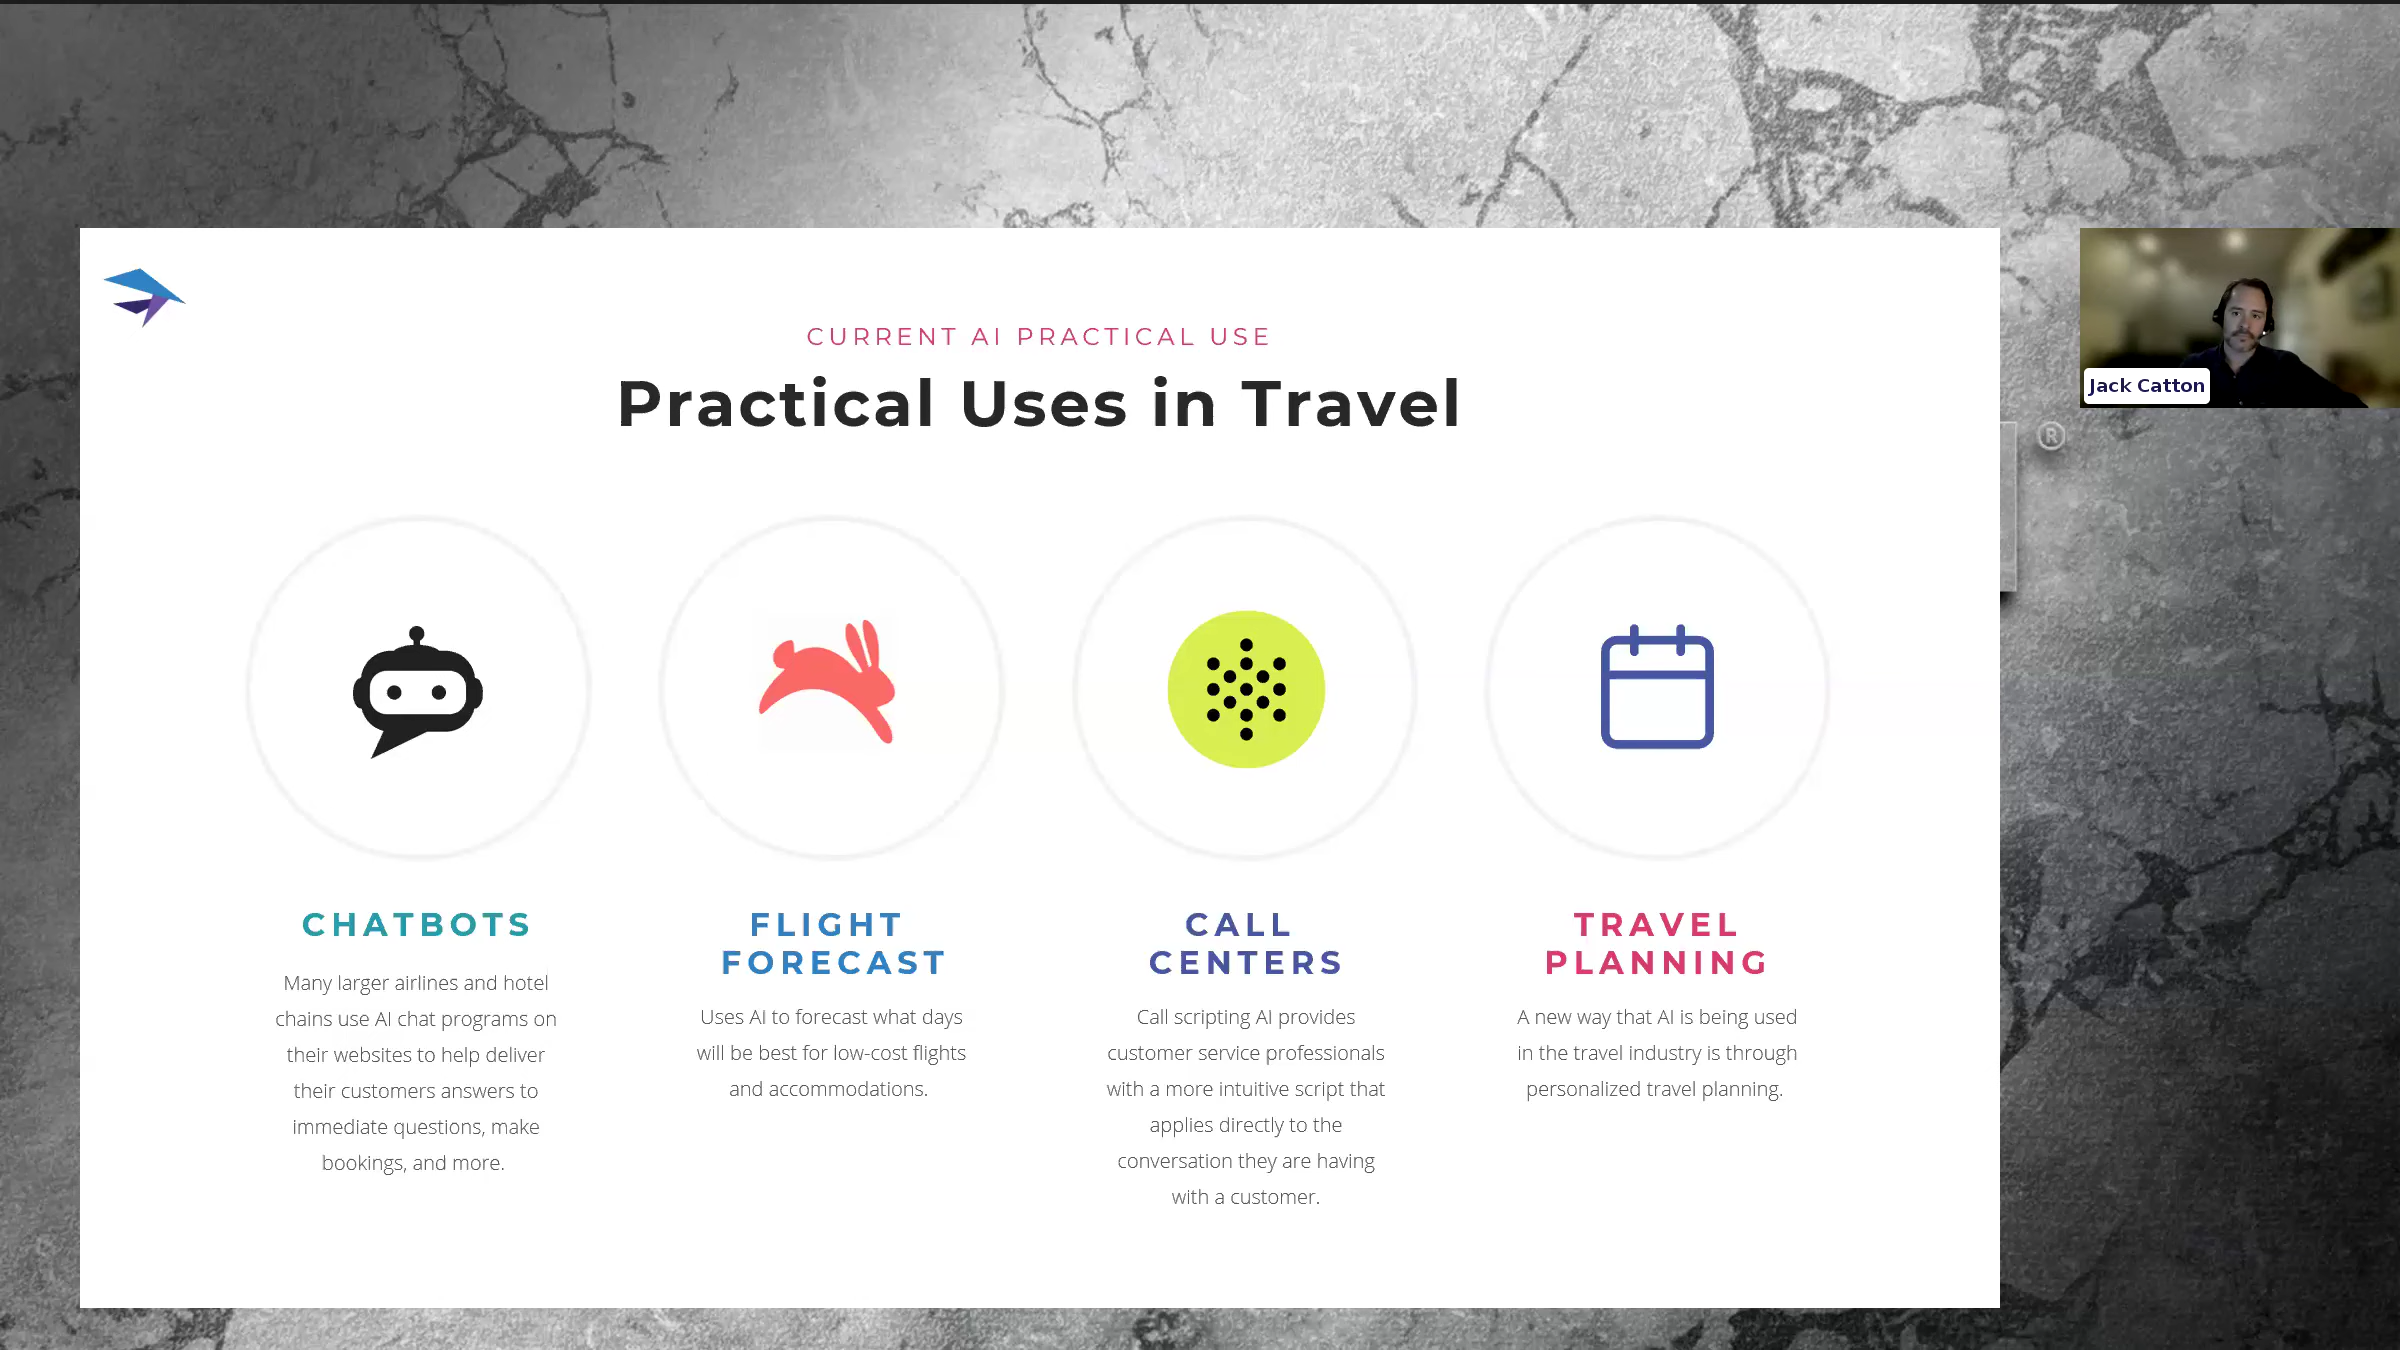 CURRENT AI PRACTICAL USE
Practical Uses in Travel
Jack Catton
®
CHATBOTS
Many larger airlines and hotel
chains use AI chat programs on
their websites to help deliver
their customers answers to
immediate questions, make
bookings, and more.
FLIGHT
FORECAST
Uses AI to forecast what days
will be best for low-cost flights
and accommodations.
CALL
CENTERS
Call scripting AI provides
customer service professionals
with a more intuitive script that
applies directly to the
conversation they are having
with a customer.
TRAVEL
PLANNING
A new way that AI is being used
in the travel industry is through
personalized travel planning.